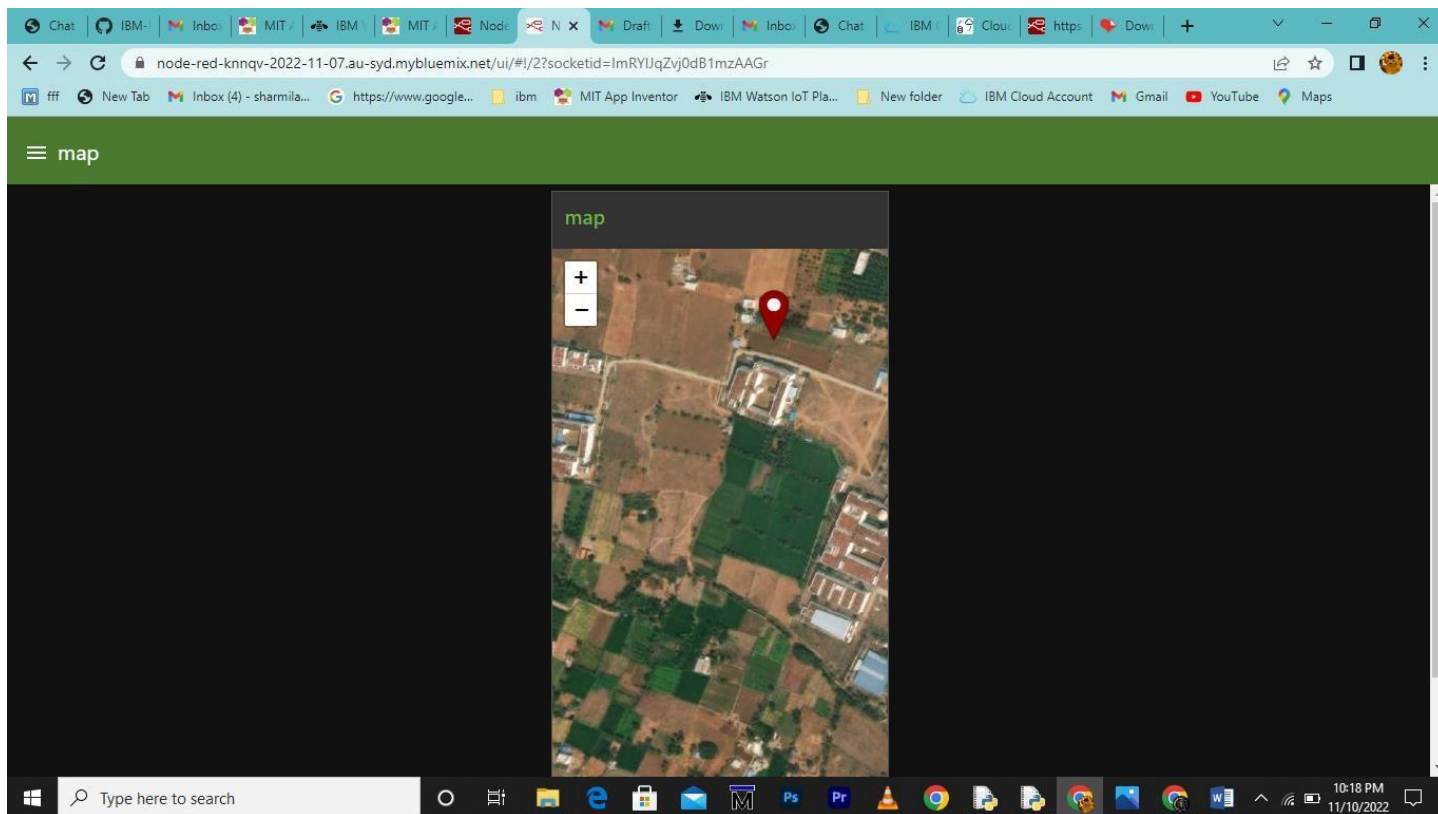 Chat IBM- Inbo MIT A IBM W MIT A Node N Draft Dow Inbo Chat IBM ( Clou https Dow
node-red-knnqv-2022-11-07.au-syd.mybluemix.net/ui/#!/2?socketid=ImRYIJqZvj0dB1mzAAGr
fff New Tab Inbox (4) - sharmila... https://www.google... ibm MIT App Inventor IBM Watson IoT Pla... New folder IBM Cloud Account Gmail YouTube Maps
map
map
+
−
Type here to search Ps Pr 10:18 PM
11/10/2022